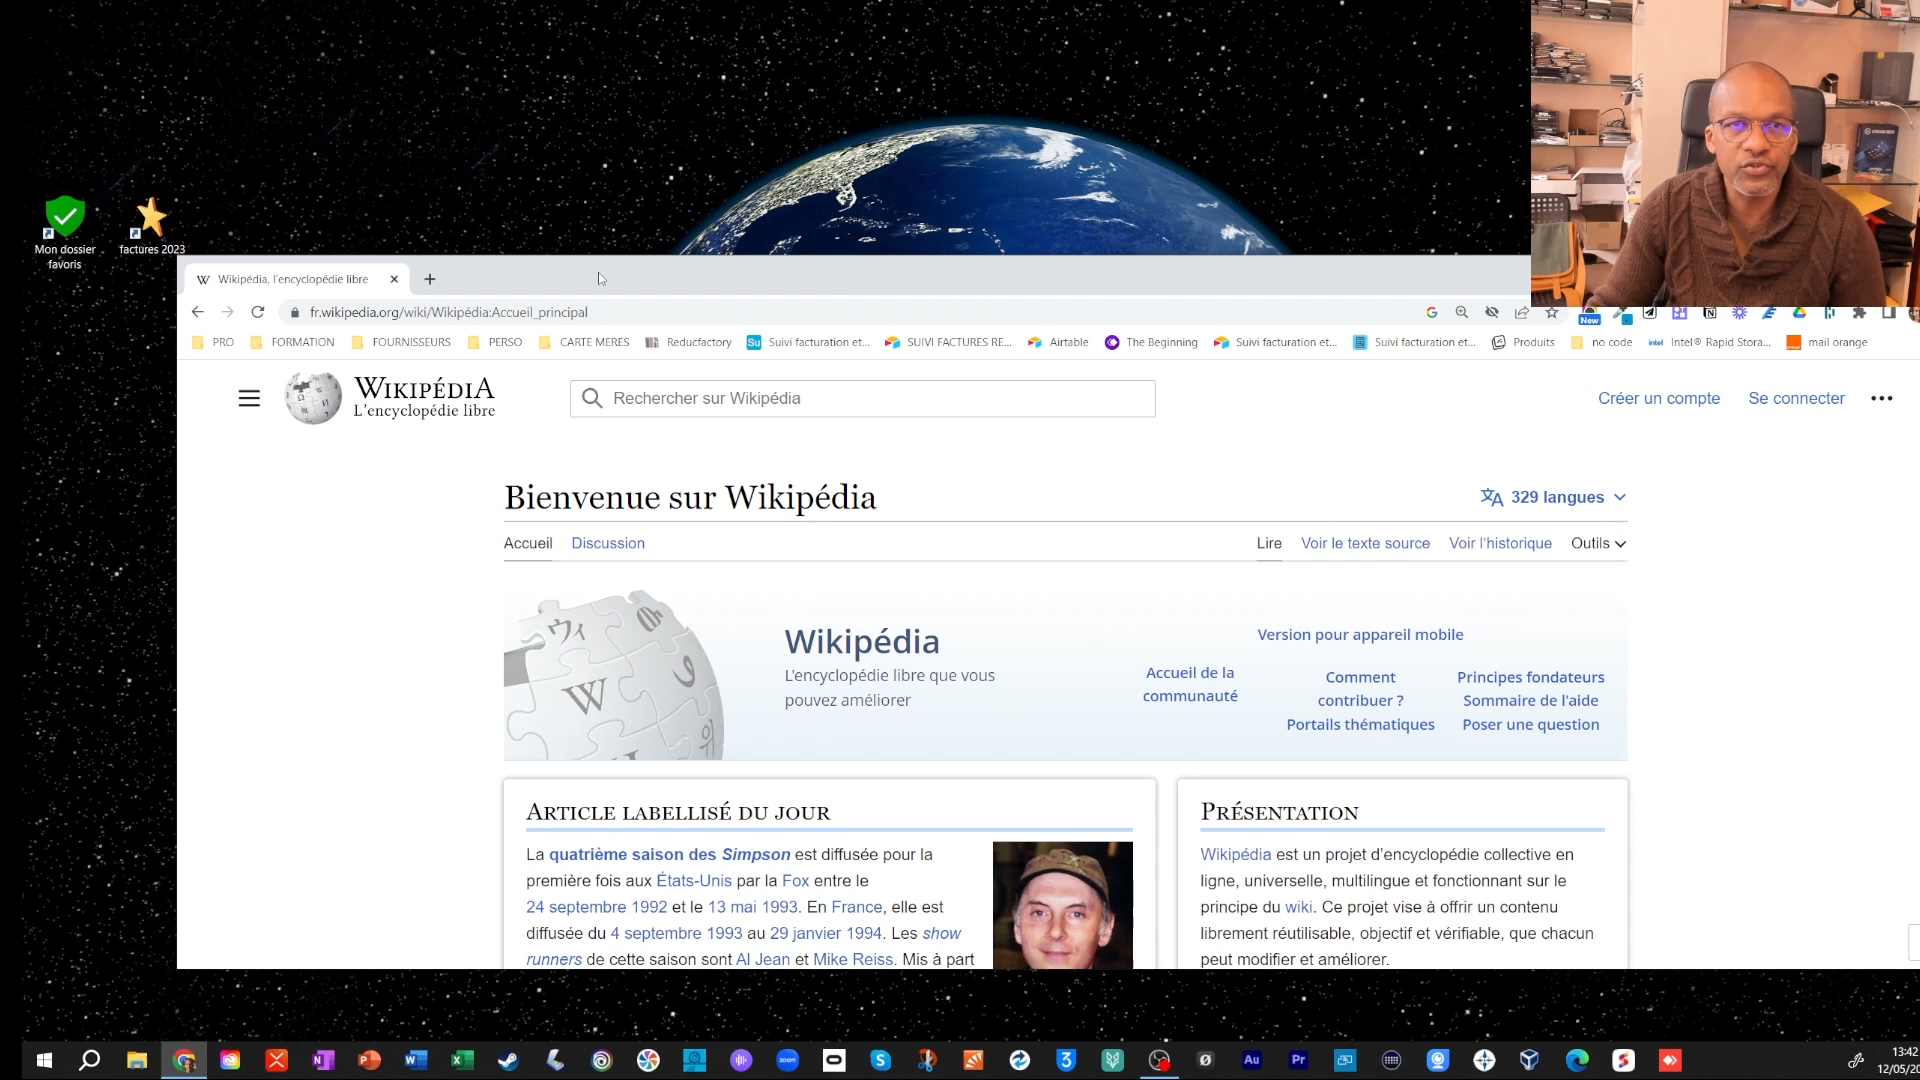 Mon dossier
favoris
factures 2023
Wikipédia, l'encyclopédie libre
fr.wikipedia.org/wiki/Wikipédia:Accueil_principal
New
PRO FORMATION FOURNISSEURS PERSO CARTE MERES Reducfactory Suivi facturation et... SUIVI FACTURES RE... Airtable The Beginning Suivi facturation et... Suivi facturation et... Produits no code Intel® Rapid Stora... mail orange
WIKIPÉDIA
L'encyclopédie libre
Rechercher sur Wikipédia
Créer un compte Se connecter
Bienvenue sur Wikipédia
329 langues
Accueil Discussion
Lire Voir le texte source Voir l'historique Outils
Wikipédia
L'encyclopédie libre que vous
pouvez améliorer
Version pour appareil mobile
Accueil de la
communauté
Comment
contribuer ?
Portails thématiques
Principes fondateurs
Sommaire de l'aide
Poser une question
ARTICLE LABELLISÉ DU JOUR
La quatrième saison des Simpson est diffusée pour la
première fois aux États-Unis par la Fox entre le
24 septembre 1992 et le 13 mai 1993. En France, elle est
diffusée du 4 septembre 1993 au 29 janvier 1994. Les show
runners de cette saison sont Al Jean et Mike Reiss. Mis à part
PRÉSENTATION
Wikipédia est un projet d'encyclopédie collective en
ligne, universelle, multilingue et fonctionnant sur le
principe du wiki. Ce projet vise à offrir un contenu
librement réutilisable, objectif et vérifiable, que chacun
peut modifier et améliorer.
13:42
12/05/20